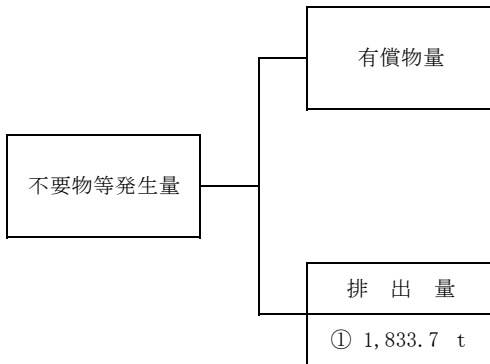 有償物量
不要物等発生量
排 出 量
① 1,833.7 t